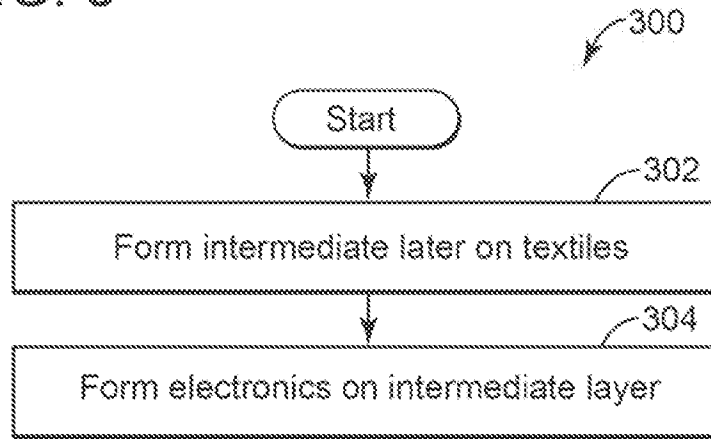 300
Start
302
Form intermediate later on textiles
304
Form electronics on intermediate layer